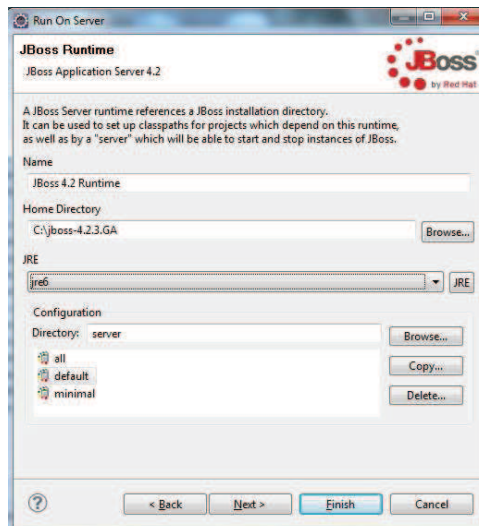 Run On Server
JBoss Runtime
JBoss Application Server 4.2
JBoss
by Red Hat
A JBoss Server runtime references a JBoss installation directory.
It can be used to set up classpaths for projects which depend on this runtime,
as well as by a "server" which will be able to start and stop instances of JBoss.
Name
JBoss 4.2 Runtime
Home Directory
C:\jboss-4.2.3.GA
Browse...
JRE
jre6
JRE
Configuration
Directory: server
Browse...
all
Copy...
default
minimal
Delete...
?
< Back
Next >
Finish
Cancel